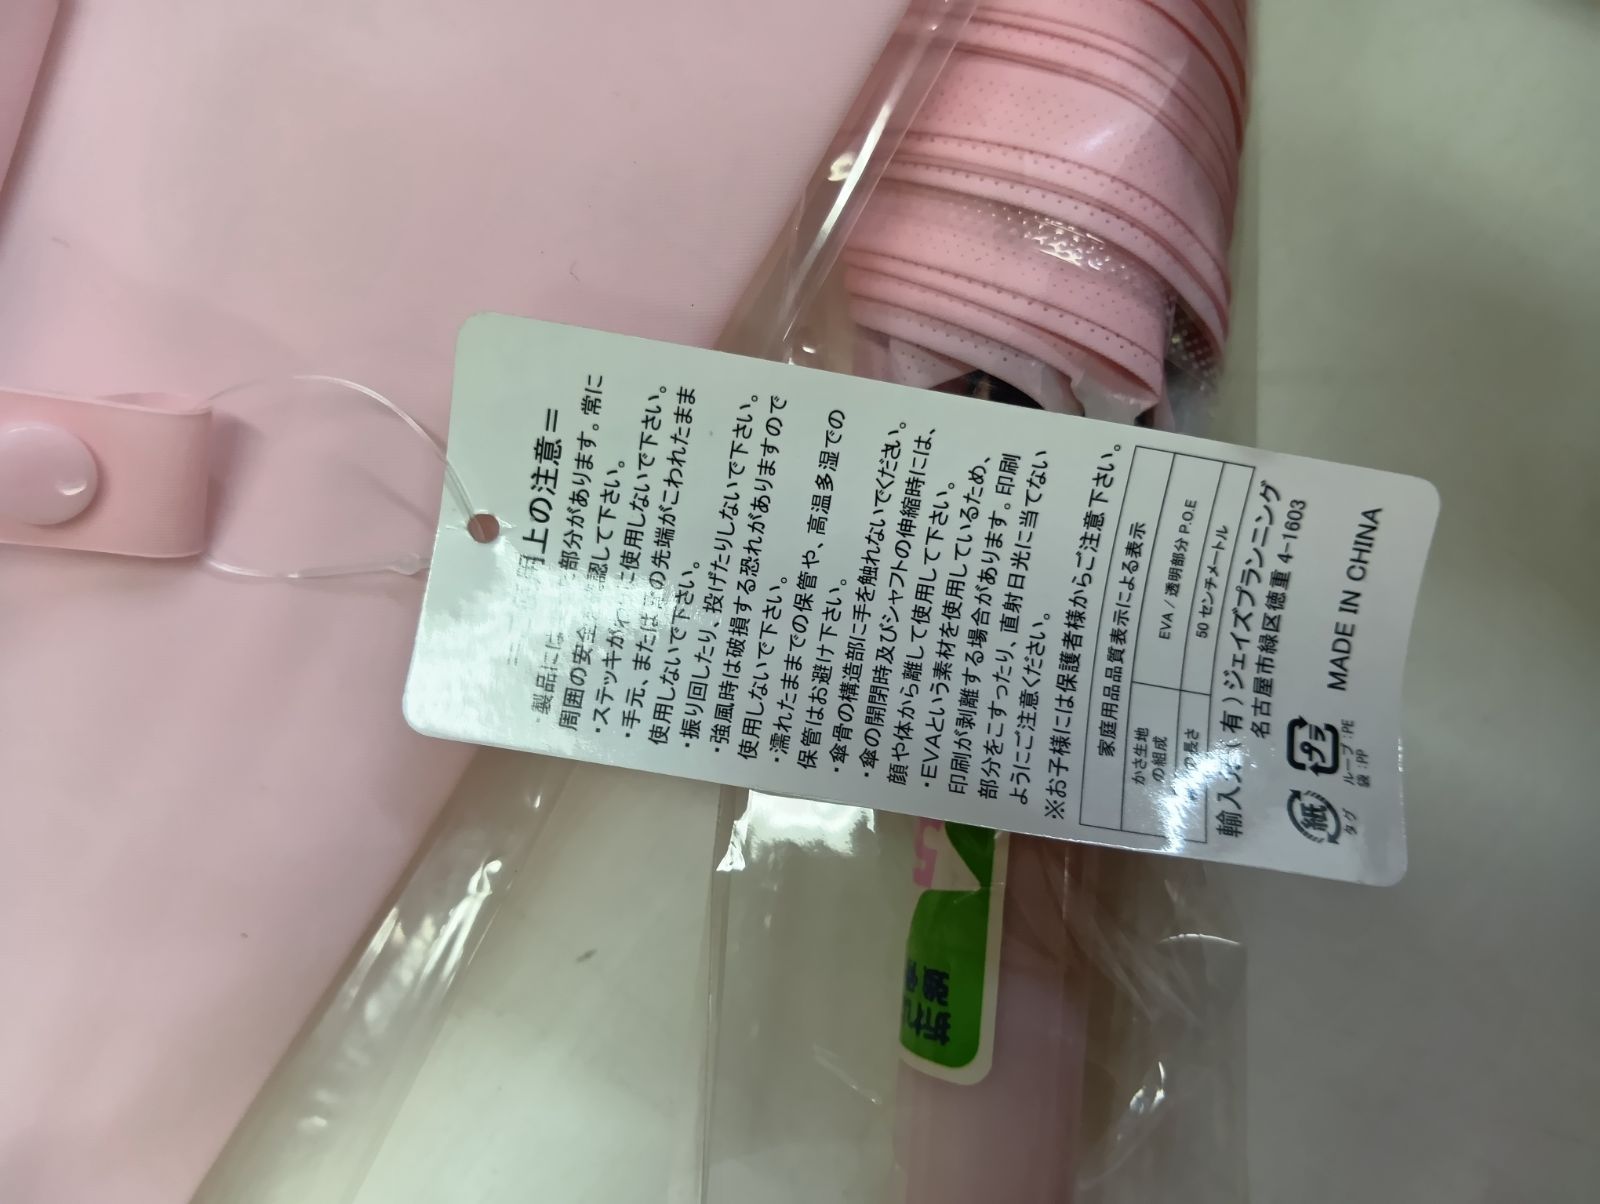 上の注意＝
・製品には 部分があります。常に
周囲の安全 認して下さい。
・ステッキがわりに使用しないで下さい。
・手元、または の先端がこわれたまま
使用しないで下さい。
・振り回したり、投げたりしないで下さい。
・強風時は破損する恐れがありますので
使用しないで下さい。
・濡れたままでの保管や、高温多湿での
保管はお避け下さい。
・傘骨の構造部に手を触れないでください。
・傘の開閉時及びシャフトの伸縮時には、
顔や体から離して使用して下さい。
・EVAという素材を使用しているため、
印刷が剥離する場合があります。印刷
部分をこすったり、直射日光に当てない
ようにご注意ください。
※お子様には保護者様からご注意下さい。
家庭用品品質表示による表示
かさ生地の組成 EVA / 透明部分 P.O.E
の長さ 50 センチメートル
輸入 (有) ジェイズプランニング
名古屋市緑区徳重 4-1603
紙 タグ
プラ ループ:PE
袋:PP
MADE IN CHINA